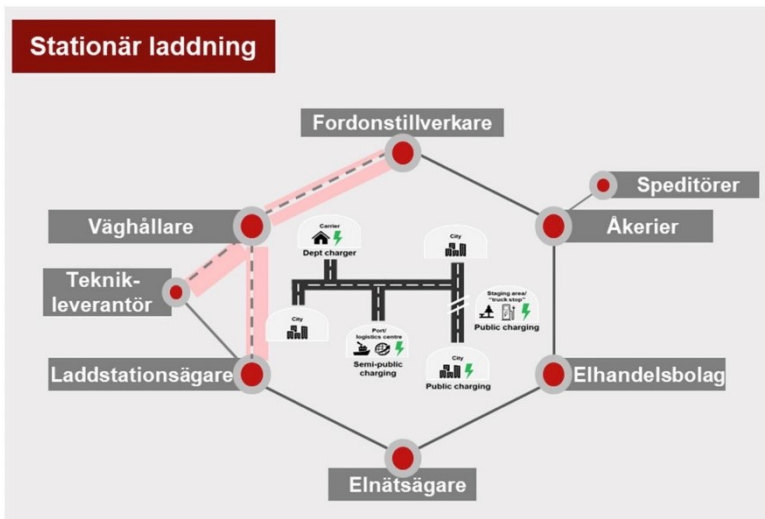 Stationär laddning
Fordonstillverkare
Speditörer
Väghållare
Åkerier
Teknik-
leverantör
Carrier
Dept charger
City
City
Port/
logistics centre
Semi-public
charging
Staging area/
"truck stop"
Public charging
City
Public charging
Laddstationsägare
Elhandelsbolag
Elnätsägare